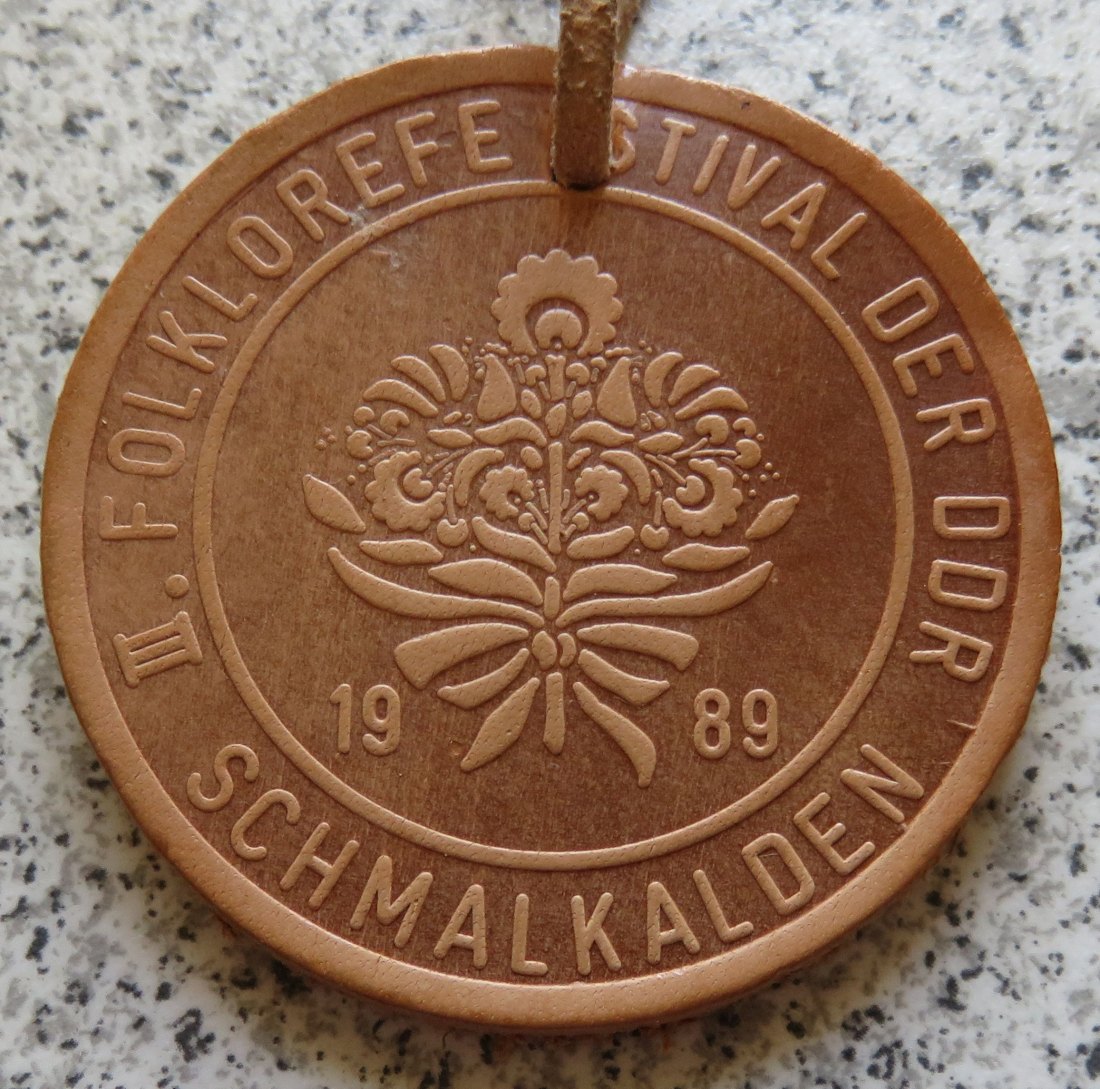 III. FOLKLOREFESTIVAL DER DDR
19 89
SCHMALKALDEN